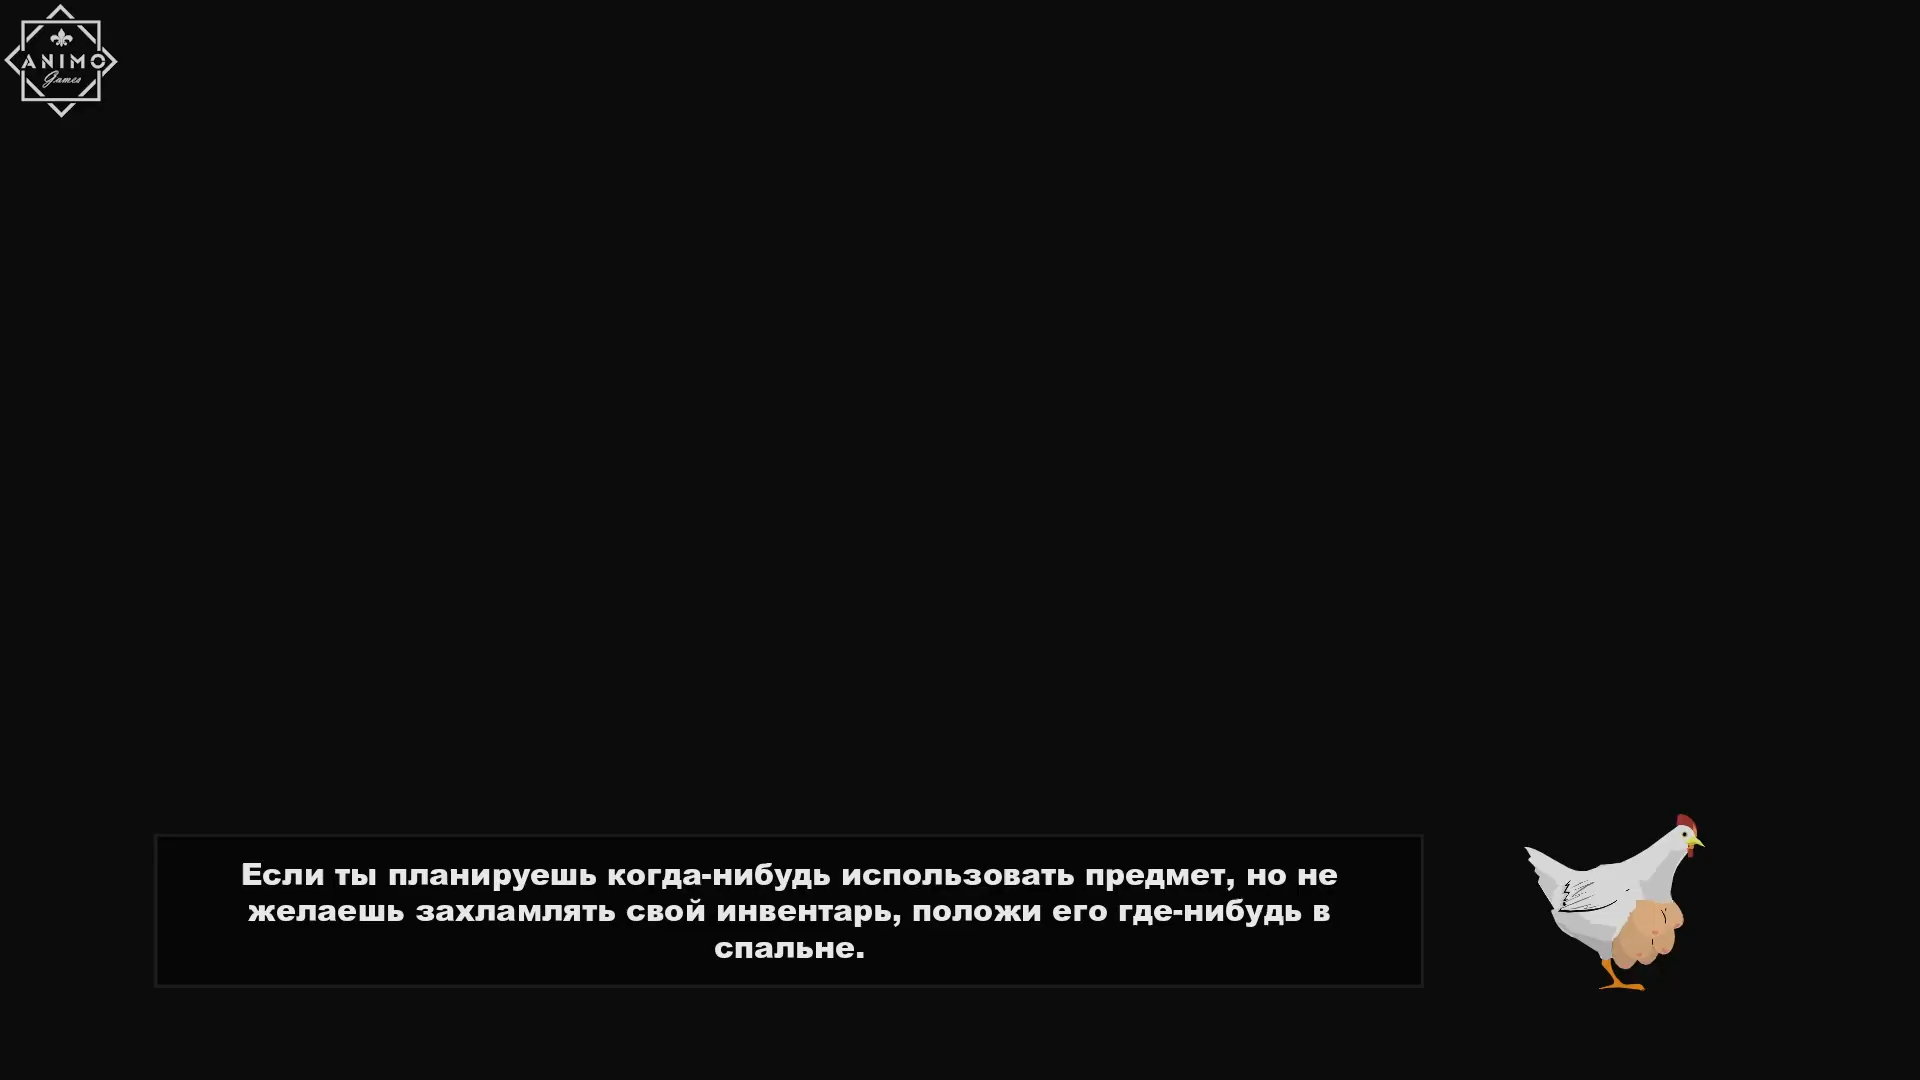 ANIMO
Games
Если ты планируешь когда-нибудь использовать предмет, но не
желаешь захламлять свой инвентарь, положи его где-нибудь в
спальне.